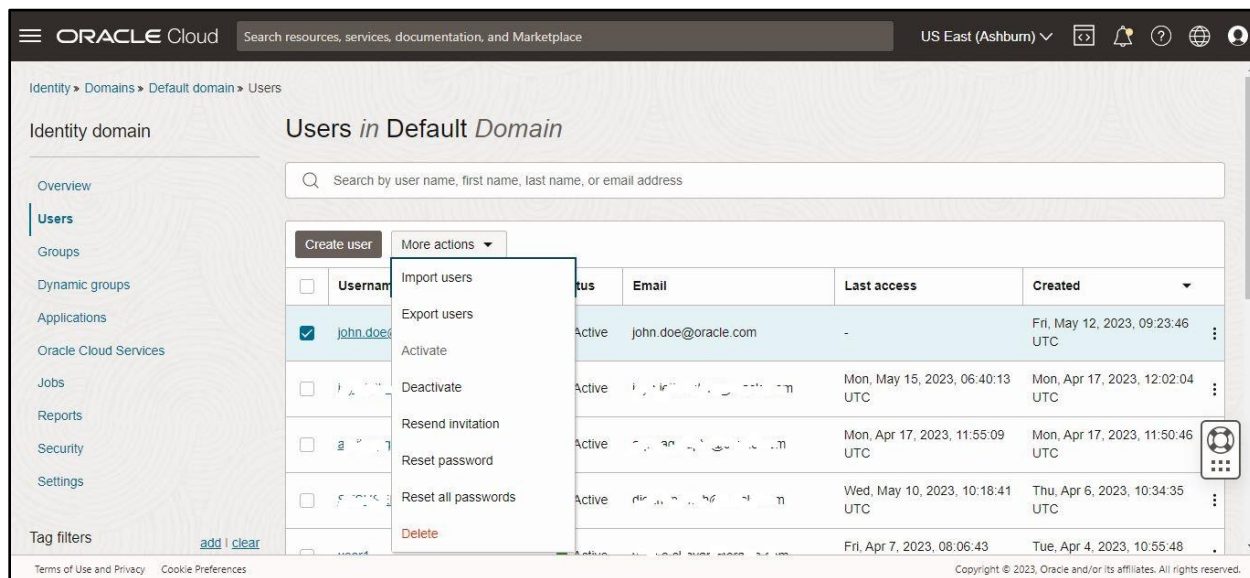 ORACLE Cloud
Search resources, services, documentation, and Marketplace
US East (Ashburn)
Identity » Domains » Default domain » Users
Identity domain
Overview
Users
Groups
Dynamic groups
Applications
Oracle Cloud Services
Jobs
Reports
Security
Settings
Tag filters
add | clear
Users in Default Domain
Search by user name, first name, last name, or email address
Create user
More actions
Import users
Export users
Activate
Deactivate
Resend invitation
Reset password
Reset all passwords
Delete
Email Last access Created
Active john.doe@oracle.com - Fri, May 12, 2023, 09:23:46
UTC
Active Mon, May 15, 2023, 06:40:13 Mon, Apr 17, 2023, 12:02:04
UTC UTC
Active Mon, Apr 17, 2023, 11:55:09 Mon, Apr 17, 2023, 11:50:46
UTC UTC
Active Wed, May 10, 2023, 10:18:41 Thu, Apr 6, 2023, 10:34:35
UTC UTC
Fri, Apr 7, 2023, 08:06:43 Tue, Apr 4, 2023, 10:55:48
Terms of Use and Privacy Cookie Preferences
Copyright © 2023, Oracle and/or its affiliates. All rights reserved.